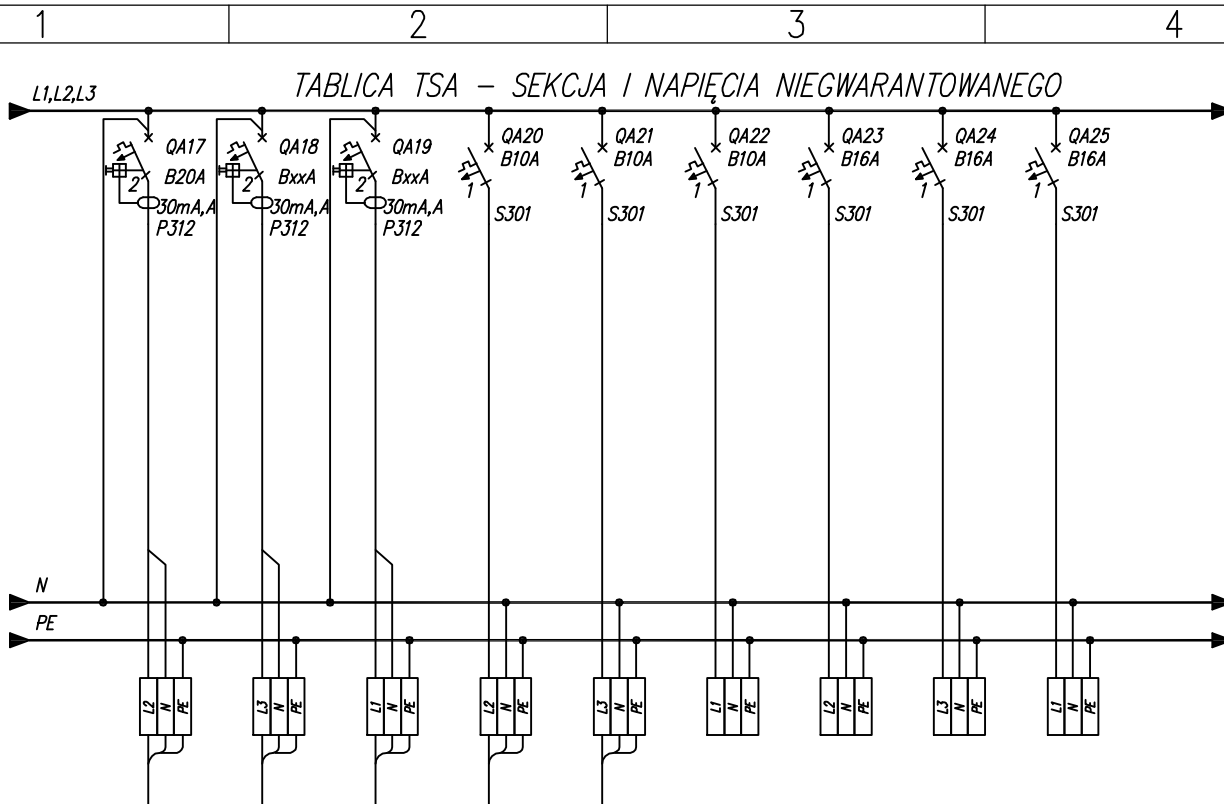 1 2 3 4
TABLICA TSA – SEKCJA I NAPIĘCIA NIEGWARANTOWANEGO
L1,L2,L3
QA17 QA18 QA19 QA20 QA21 QA22 QA23 QA24 QA25
B20A BxxA BxxA B10A B10A B10A B16A B16A B16A
2 2 2 1 1 1 1 1 1
30mA,A 30mA,A 30mA,A
P312 P312 P312 S301 S301 S301 S301 S301 S301
N
PE
L2 N PE L3 N PE L1 N PE L2 N PE L3 N PE L1 N PE L2 N PE L3 N PE L1 N PE